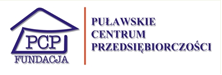 PCP
FUNDACJA
PUŁAWSKIE
CENTRUM
PRZEDSIĘBIORCZOŚCI